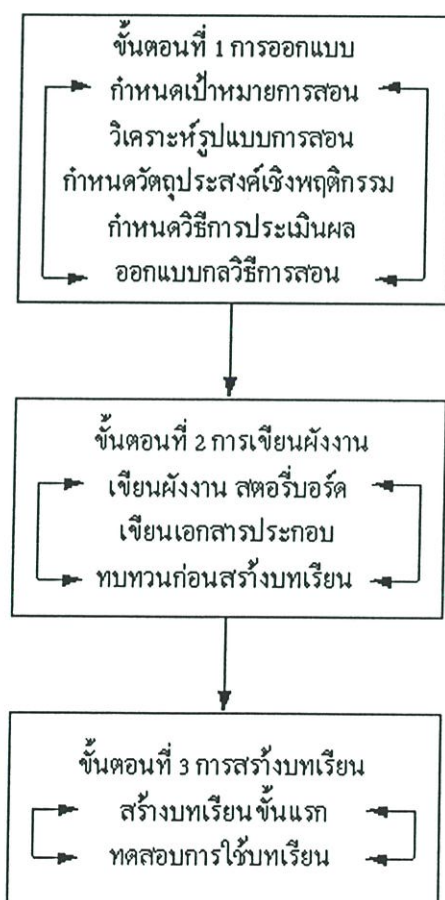 ขั้นตอนที่ 1 การออกแบบ
กำหนดเป้าหมายการสอน
วิเคราะห์รูปแบบการสอน
กำหนดวัตถุประสงค์เชิงพฤติกรรม
กำหนดวิธีการประเมินผล
ออกแบบกลวิธีการสอน
ขั้นตอนที่ 2 การเขียนผังงาน
เขียนผังงาน สตอรี่บอร์ด
เขียนเอกสารประกอบ
ทบทวนก่อนสร้างบทเรียน
ขั้นตอนที่ 3 การสร้างบทเรียน
สร้างบทเรียนขั้นแรก
ทดสอบการใช้บทเรียน